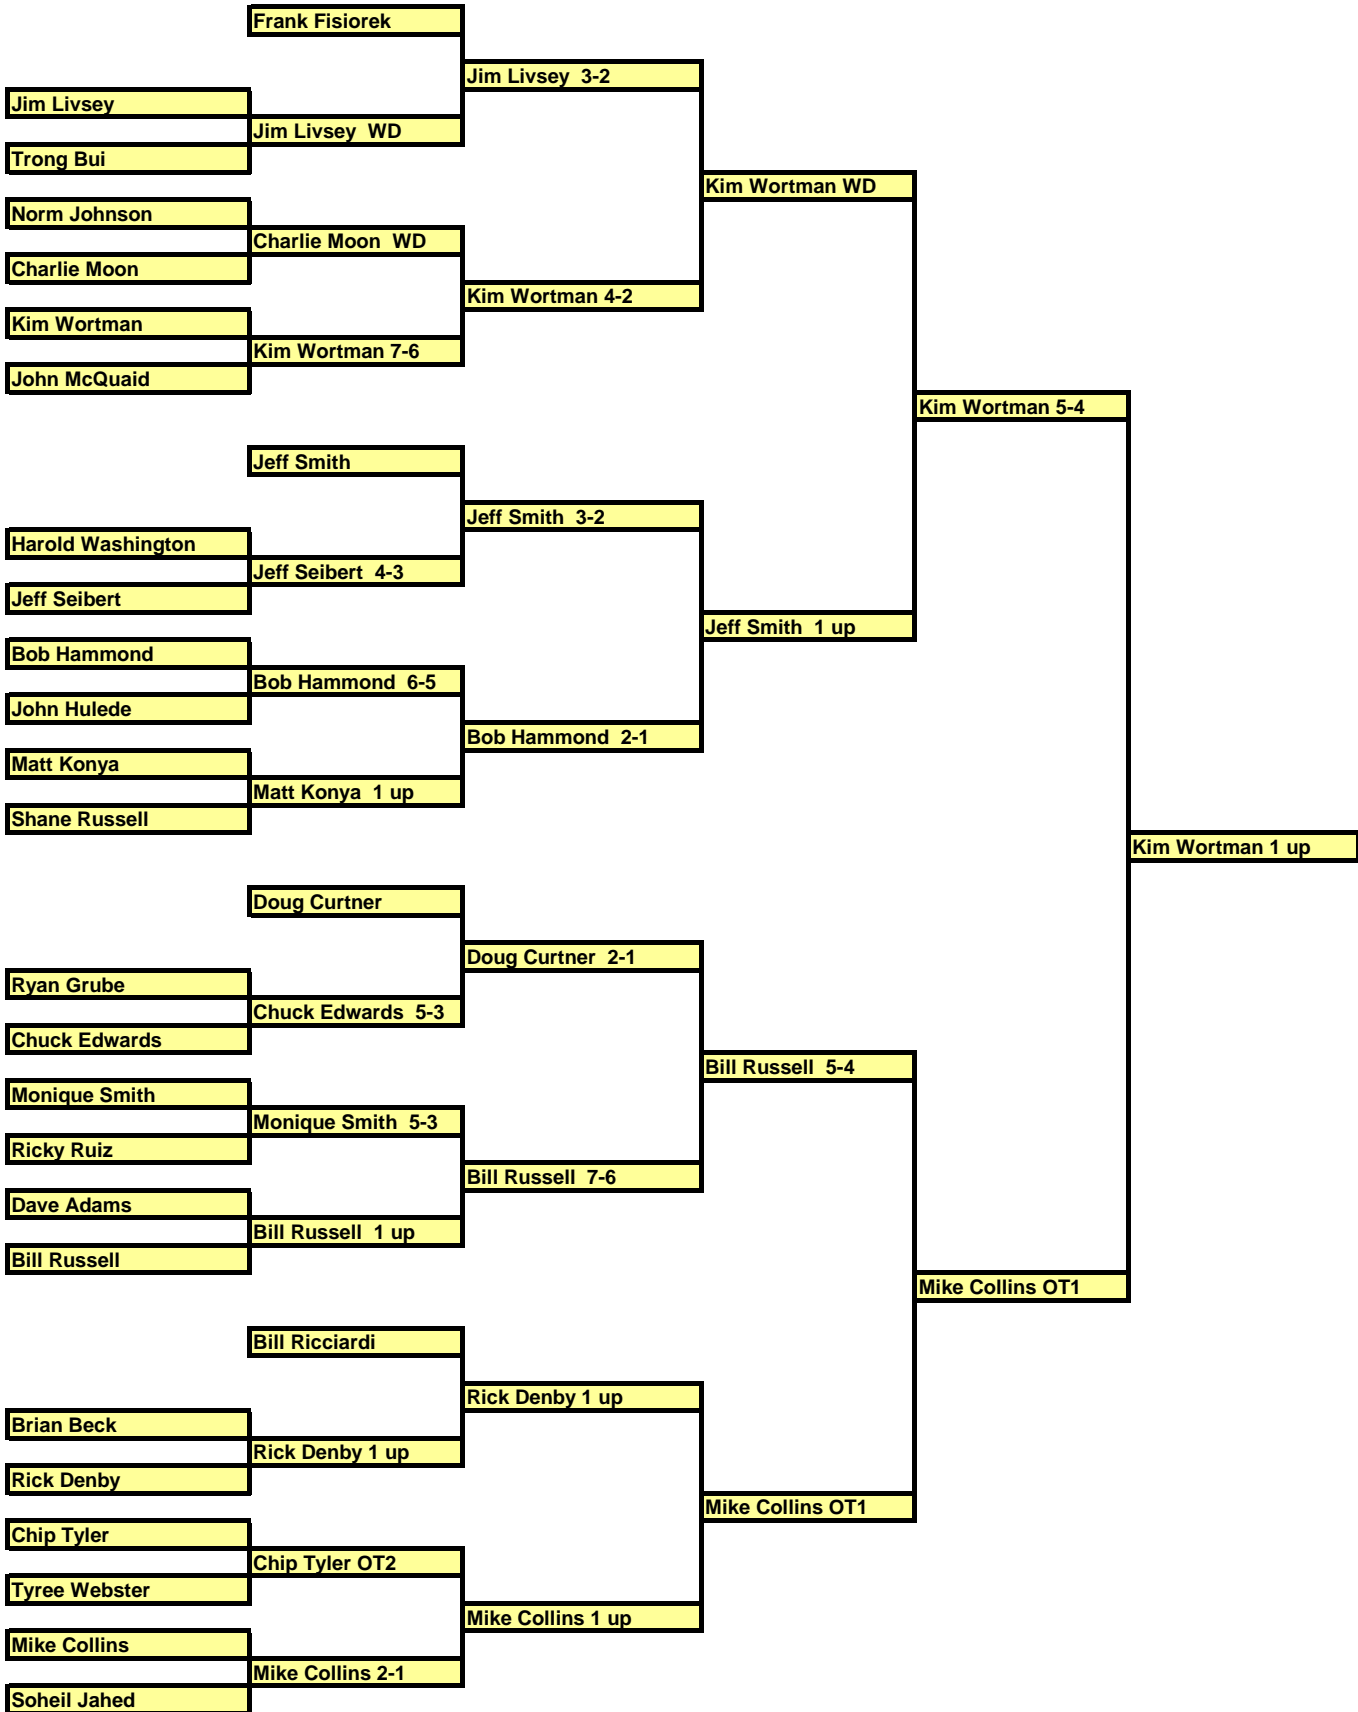 Frank Fisiorek
Jim Livsey  3-2
Jim Livsey
Jim Livsey  WD
Trong Bui
Kim Wortman WD
Norm Johnson
Charlie Moon  WD
Charlie Moon
Kim Wortman 4-2
Kim Wortman
Kim Wortman 7-6
John McQuaid
Kim Wortman 5-4
Jeff Smith
Jeff Smith  3-2
Harold Washington
Jeff Seibert  4-3
Jeff Seibert
Jeff Smith  1 up
Bob Hammond
Bob Hammond  6-5
John Hulede
Bob Hammond  2-1
Matt Konya
Matt Konya  1 up
Shane Russell
Kim Wortman 1 up
Doug Curtner
Doug Curtner  2-1
Ryan Grube
Chuck Edwards  5-3
Chuck Edwards
Bill Russell  5-4
Monique Smith
Monique Smith  5-3
Ricky Ruiz
Bill Russell  7-6
Dave Adams
Bill Russell  1 up
Bill Russell
Mike Collins OT1
Bill Ricciardi
Rick Denby 1 up
Brian Beck
Rick Denby 1 up
Rick Denby
Mike Collins OT1
Chip Tyler
Chip Tyler OT2
Tyree Webster
Mike Collins 1 up
Mike Collins
Mike Collins 2-1
Soheil Jahed